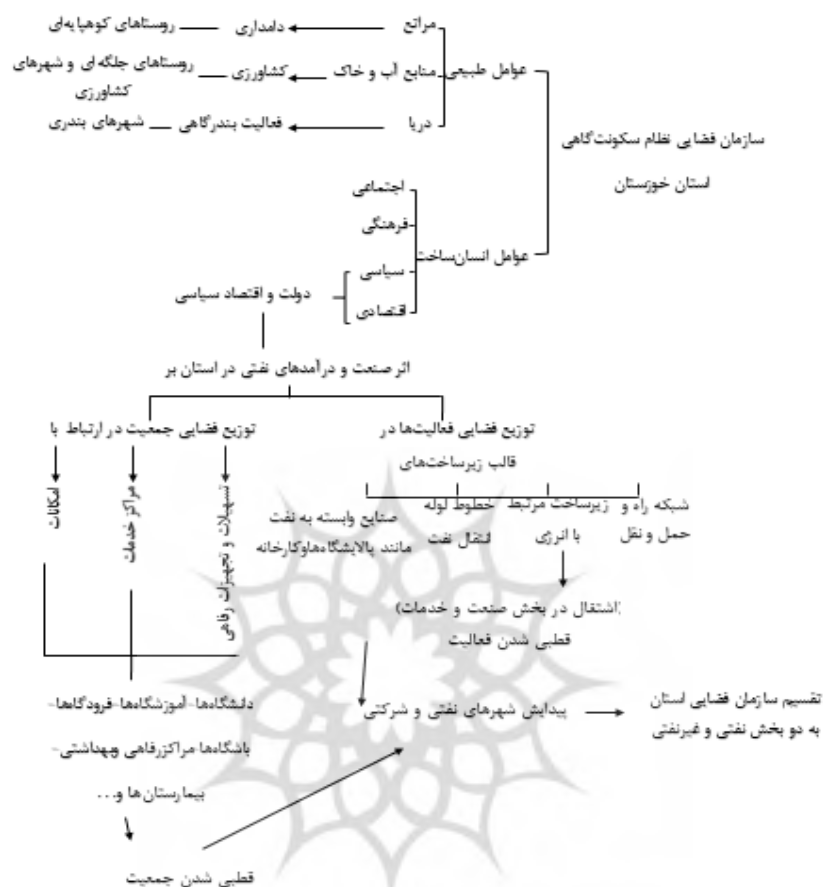 مراتع
دامداری
روستاهای کوهپایه‌ای
عوامل طبیعی
منابع آب و خاک
کشاورزی
روستاهای جلگه‌ای و شهرهای
کشاورزی
دریا
فعالیت بندرگاهی
شهرهای بندری
سازمان فضایی نظام سکونت‌گاهی
استان خوزستان
عوامل انسان‌ساخت
اجتماعی
فرهنگی
سیاسی
اقتصادی
دولت و اقتصاد سیاسی
اثر صنعت و درآمدهای نفتی در استان بر
توزیع فضایی فعالیت‌ها در
قالب زیرساخت‌های
توزیع فضایی جمعیت در ارتباط با
شبکه راه و
حمل و نقل
زیرساخت مرتبط
با انرژی
خطوط لوله
انتقال نفت
صنایع وابسته به نفت
مانند پالایشگاه‌هاوکارخانه
تسهیلات و تجهیزات رفاهی
مراکز خدمات
امکانات
(اشتغال در بخش صنعت و خدمات)
قطبی شدن فعالیت
پیدایش شهرهای نفتی و شرکتی
تقسیم سازمان فضایی استان
به دو بخش نفتی و غیرنفتی
دانشگاه‌ها-آموزشگاه‌ها-فرودگاه‌ها-
باشگاه‌ها-مراکزرفاهی وبهداشتی-
بیمارستان‌ها و...
قطبی شدن جمعیت